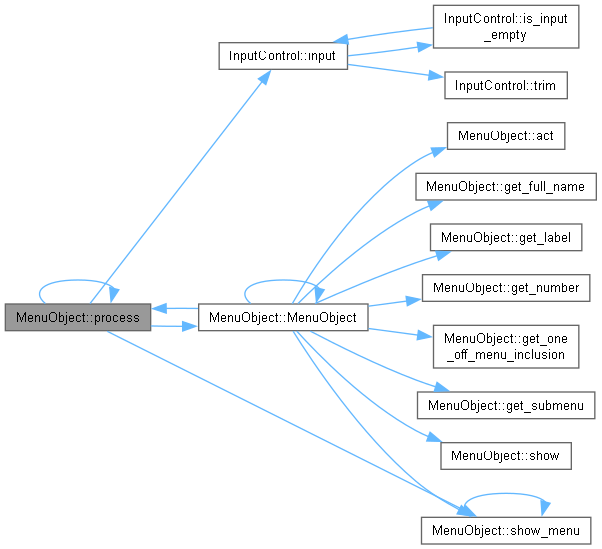 InputControl::is_input
_empty
InputControl::input
InputControl::trim
MenuObject::act
MenuObject::get_full_name
MenuObject::get_label
MenuObject::get_number
MenuObject::process
MenuObject::MenuObject
MenuObject::get_one
_off_menu_inclusion
MenuObject::get_submenu
MenuObject::show
MenuObject::show_menu